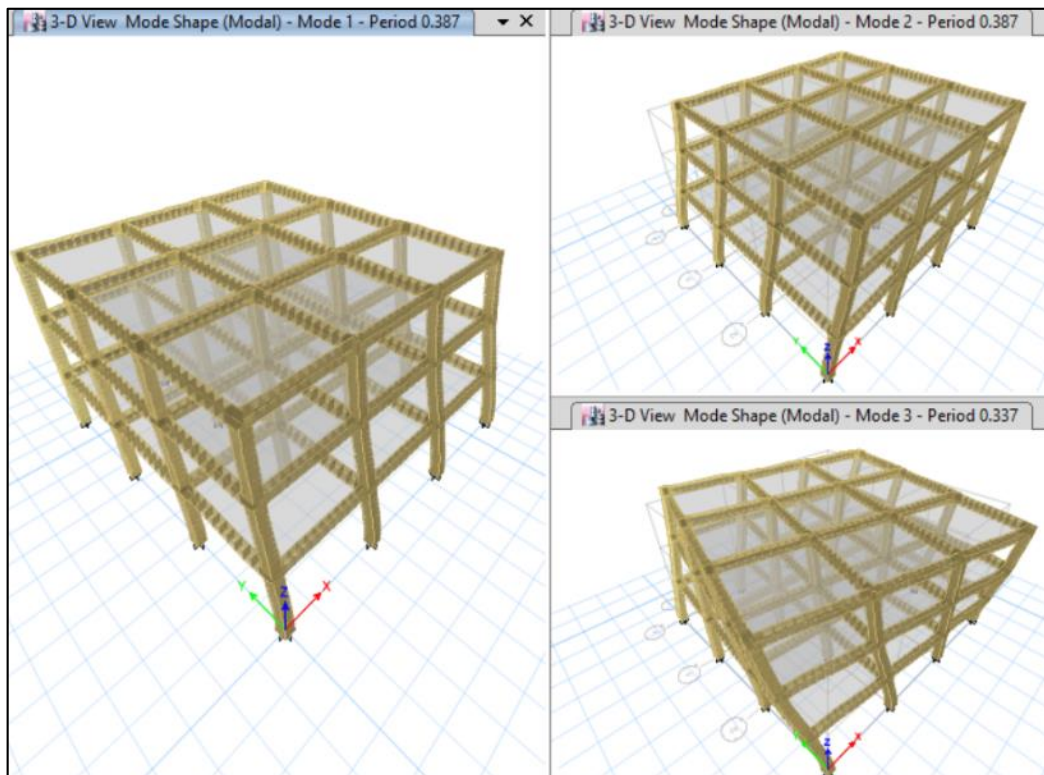 3-D View Mode Shape (Modal) - Mode 1 - Period 0.387
Y
Z
X
3-D View Mode Shape (Modal) - Mode 2 - Period 0.387
Y
Z
X
3-D View Mode Shape (Modal) - Mode 3 - Period 0.337
Z
X